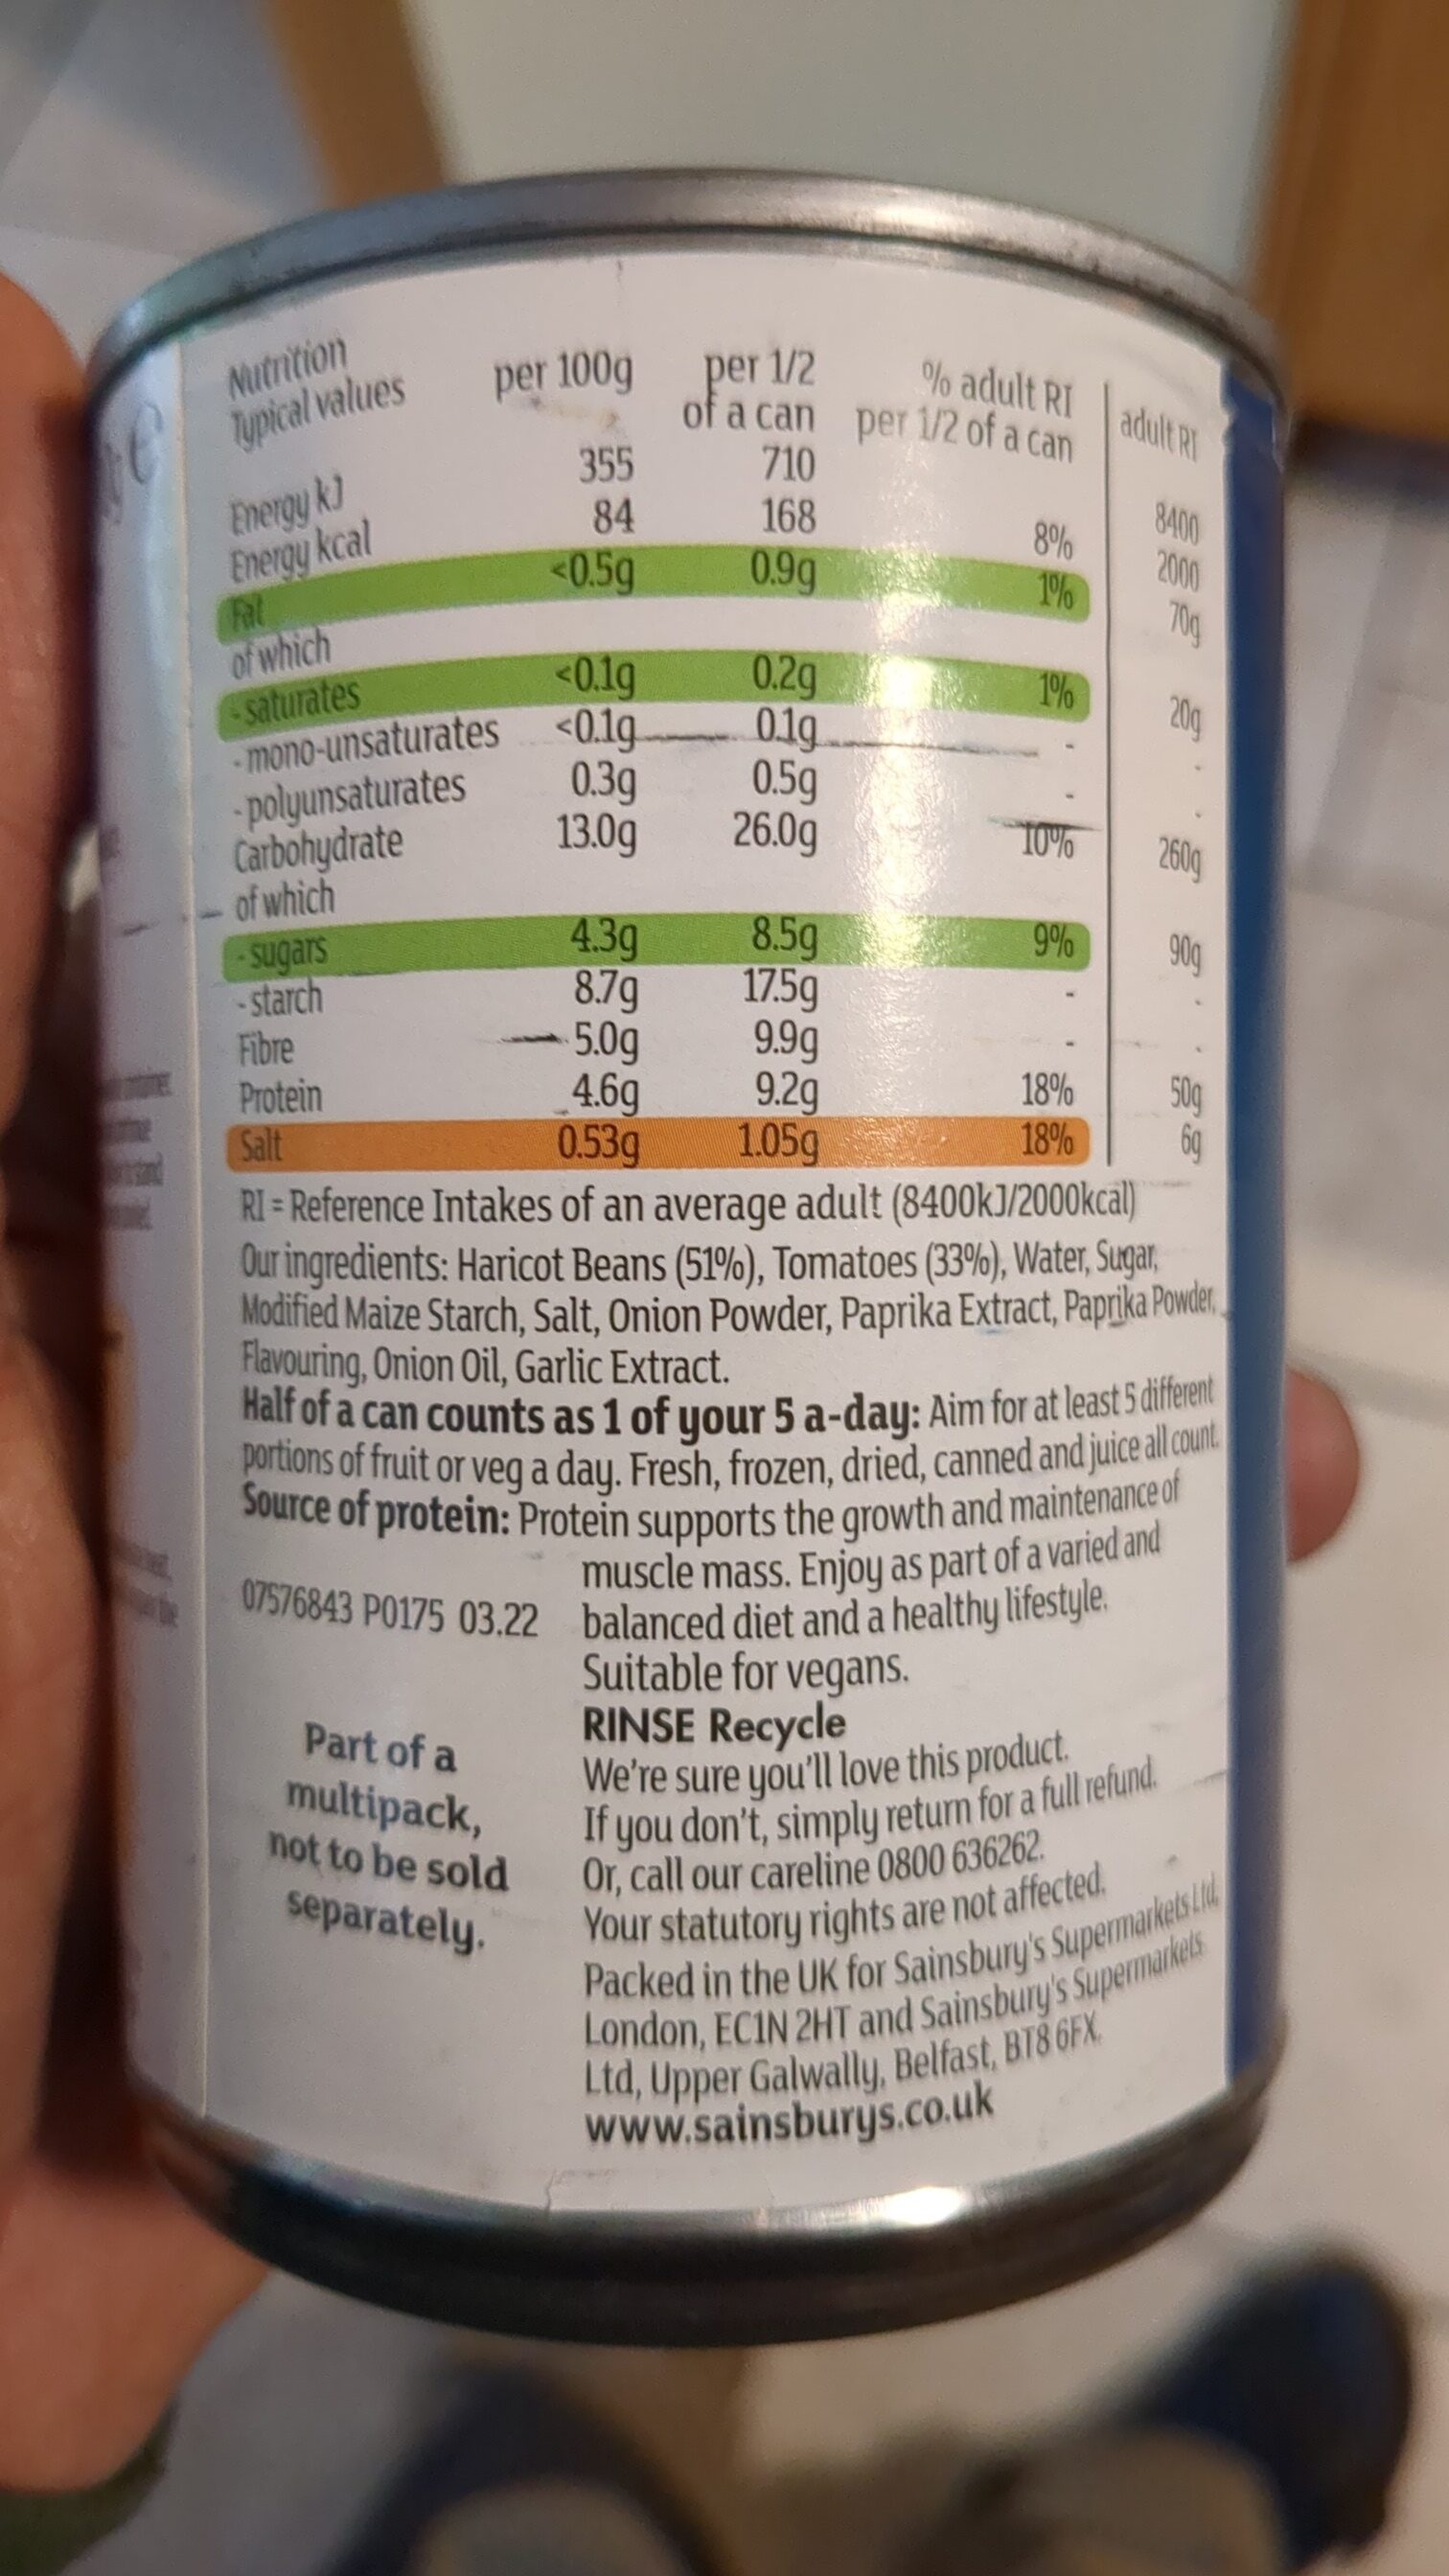 Nutrition
Typical values per 100g per 1/2 of a can % adult RI per 1/2 of a can adult RI
Energy kJ 355 710 8400
Energy kcal 84 168 8% 2000
Fat <0.5g 0.9g 1% 70g
of which
- saturates <0.1g 0.2g 1% 20g
- mono-unsaturates <0.1g 0.1g - -
- polyunsaturates 0.3g 0.5g - -
Carbohydrate 13.0g 26.0g 10% 260g
of which
- sugars 4.3g 8.5g 9% 90g
- starch 8.7g 17.5g - -
Fibre 5.0g 9.9g - -
Protein 4.6g 9.2g 18% 50g
Salt 0.53g 1.05g 18% 6g
RI = Reference Intakes of an average adult (8400kJ/2000kcal)
Our ingredients: Haricot Beans (51%), Tomatoes (33%), Water, Sugar,
Modified Maize Starch, Salt, Onion Powder, Paprika Extract, Paprika Powder,
Flavouring, Onion Oil, Garlic Extract.
Half of a can counts as 1 of your 5 a-day: Aim for at least 5 different
portions of fruit or veg a day. Fresh, frozen, dried, canned and juice all count.
Source of protein: Protein supports the growth and maintenance of
muscle mass. Enjoy as part of a varied and
07576843 P0175 03.22 balanced diet and a healthy lifestyle.
Suitable for vegans.
RINSE Recycle
Part of a
multipack,
not to be sold
separately.
We're sure you'll love this product.
If you don't, simply return for a full refund.
Or, call our careline 0800 636262.
Your statutory rights are not affected.
Packed in the UK for Sainsbury's Supermarkets Ltd,
London, EC1N 2HT and Sainsbury's Supermarkets
Ltd, Upper Galwally, Belfast, BT8 6FX.
www.sainsburys.co.uk